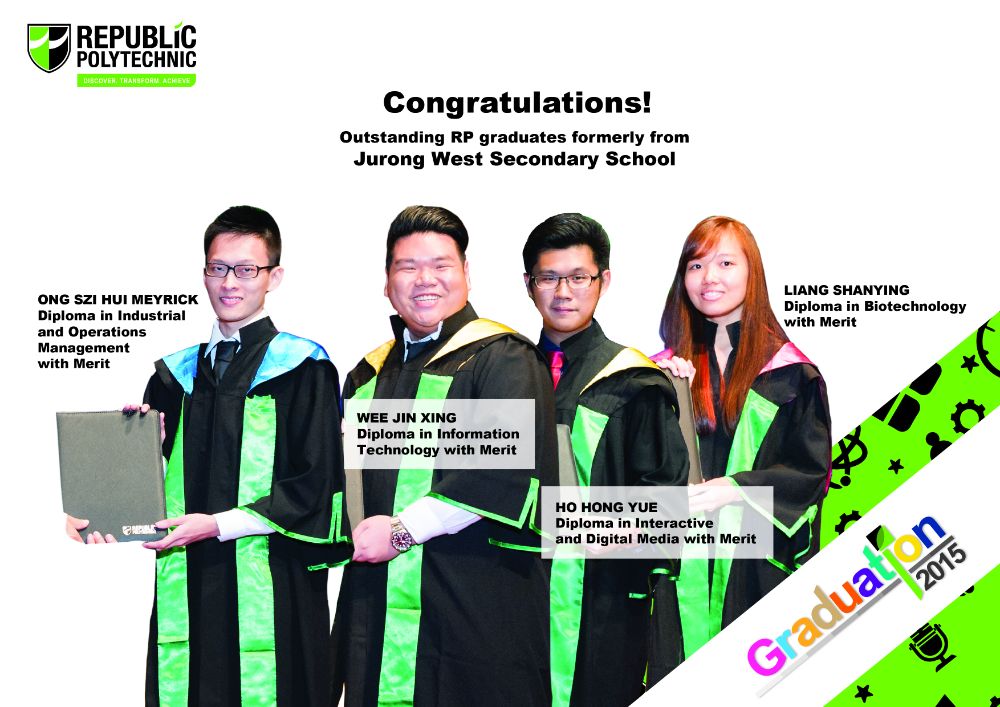 REPUBLIC
POLYTECHNIC
DISCOVER. TRANSFORM. ACHIEVE
Congratulations!
Outstanding RP graduates formerly from
Jurong West Secondary School
ONG SZI HUI MEYRICK
Diploma in Industrial
and Operations
Management
with Merit
LIANG SHANYING
Diploma in Biotechnology
with Merit
WEE JIN XING
Diploma in Information
Technology with Merit
HO HONG YUE
Diploma in Interactive
and Digital Media with Merit
REPUBLIC
POLYTECHNIC
Graduation
2015